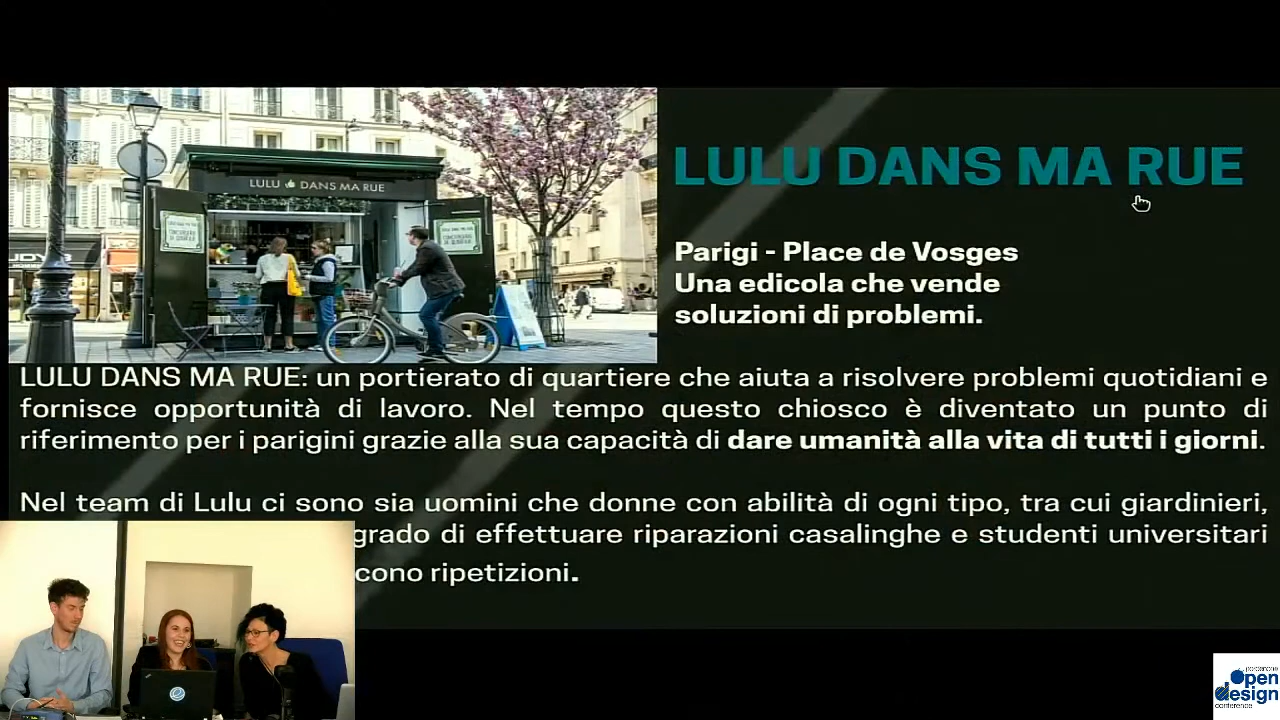 LULU DANS MA RUE
LULU DANS MA RUE
Parigi - Place de Vosges
Una edicola che vende
soluzioni di problemi.
LULU DANS MA RUE: un portierato di quartiere che aiuta a risolvere problemi quotidiani e
fornisce opportunità di lavoro. Nel tempo questo chiosco è diventato un punto di
riferimento per i parigini grazie alla sua capacità di dare umanità alla vita di tutti i giorni.
Nel team di Lulu ci sono sia uomini che donne con abilità di ogni tipo, tra cui giardinieri,
grado di effettuare riparazioni casalinghe e studenti universitari
cono ripetizioni.
pordenone
open
design
conference